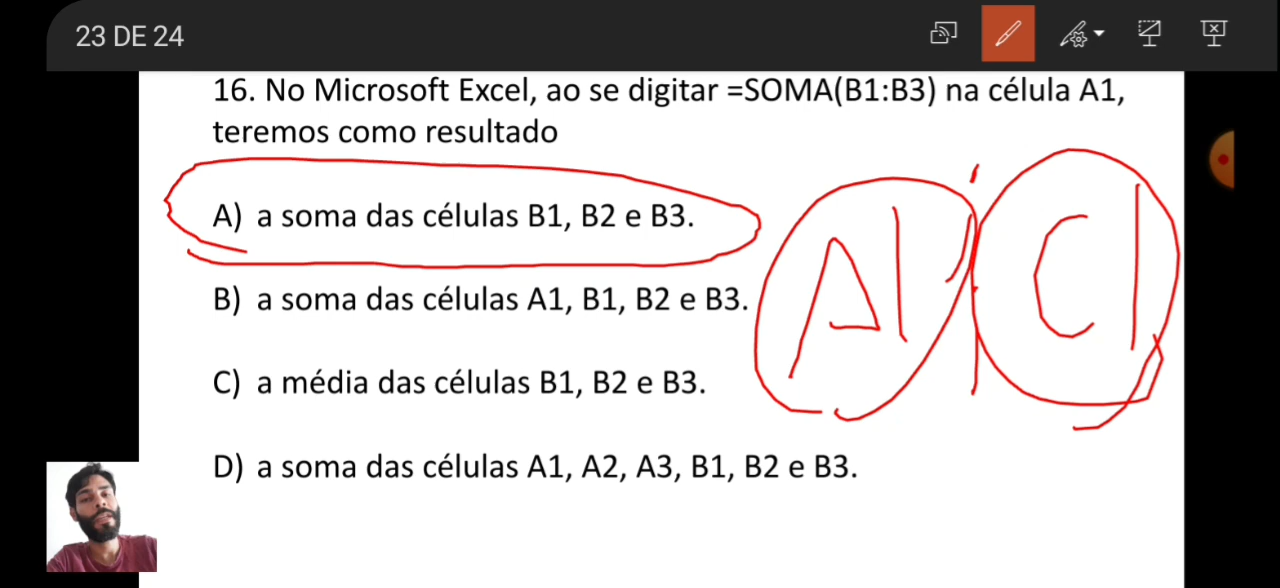 23 DE 24
16. No Microsoft Excel, ao se digitar =SOMA(B1:B3) na célula A1,
teremos como resultado
A) a soma das células B1, B2 e B3.
B) a soma das células A1, B1, B2 e B3.
A1 C1
C) a média das células B1, B2 e B3.
D) a soma das células A1, A2, A3, B1, B2 e B3.